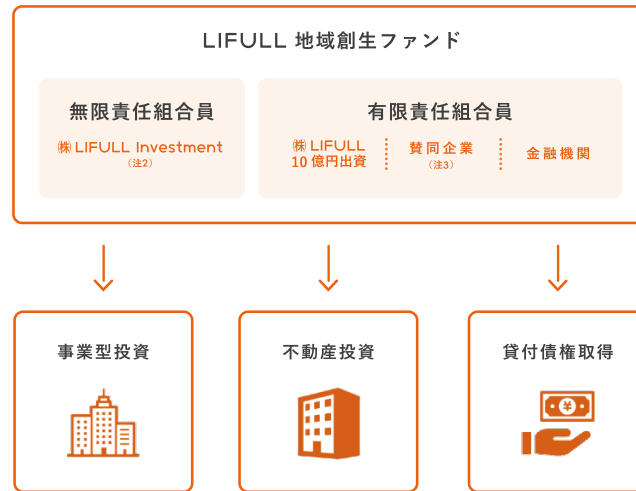 LIFULL 地域創生ファンド
無限責任組合員
㈱ LIFULL Investment
(注2)
有限責任組合員
㈱ LIFULL
10 億円出資
賛同企業
(注3)
金融機関
事業型投資
不動産投資
貸付債権取得
¥